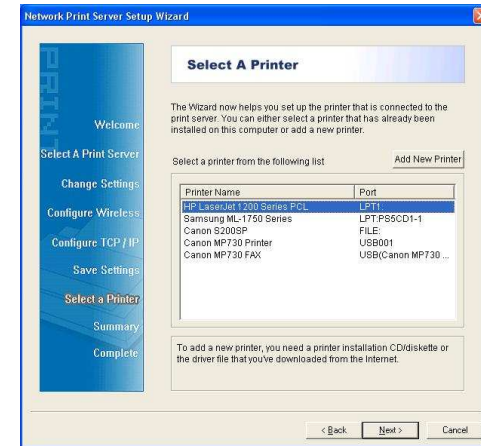 Network Print Server Setup Wizard
PRINT
Welcome
Select A Print Server
Change Settings
Configure Wireless
Configure TCP / IP
Save Settings
Select a Printer
Summary
Complete
Select A Printer
The Wizard now helps you set up the printer that is connected to the
print server. You can either select a printer that has already been
installed on this computer or add a new printer.
Select a printer from the following list
Add New Printer
Printer Name Port
HP LaserJet 1200 Series PCL LPT1:
Samsung ML-1750 Series LPT:PS5CD1-1
Canon S200SP FILE:
Canon MP730 Printer USB001
Canon MP730 FAX USB(Canon MP730 ...
To add a new printer, you need a printer installation CD/diskette or
the driver file that you've downloaded from the Internet.
< Back Next > Cancel